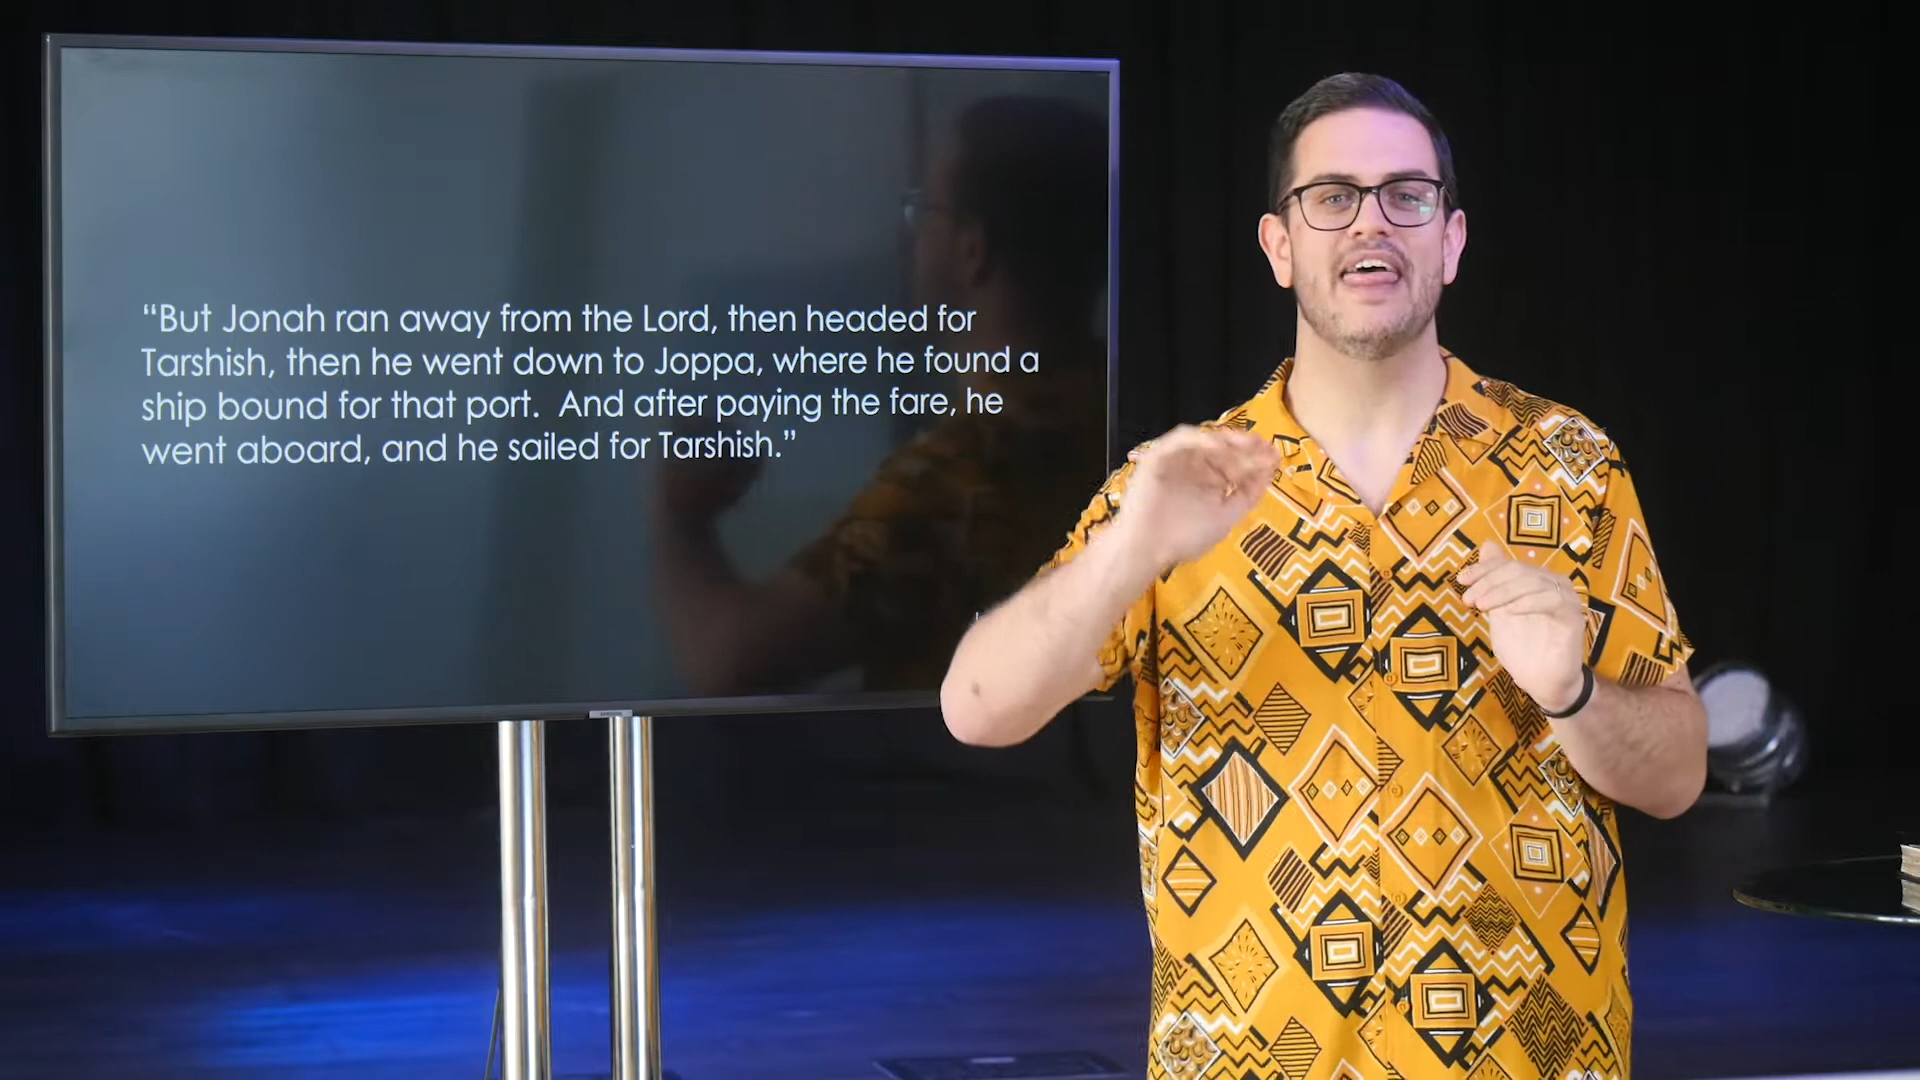 “But Jonah ran away from the Lord, then headed for
Tarshish, then he went down to Joppa, where he found a
ship bound for that port.  And after paying the fare, he
went aboard, and he sailed for Tarshish.”
SAMSUNG